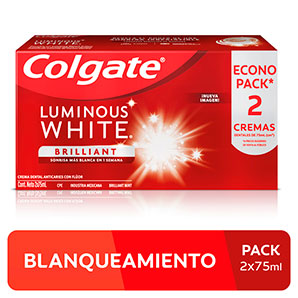 Colgate®
LUMINOUS
WHITE®
BRILLIANT
SONRISA MÁS BLANCA EN 1 SEMANA
¡NUEVA
IMAGEN!
ECONO
PACK*
2
CREMAS
CREMA DENTAL ANTICARIES CON FLÚOR
Cont. Neto 2x75mL
CPE
INDUSTRIA MEXICANA
BRILLIANT MINT
BLANQUEAMIENTO
PACK
2x75ml